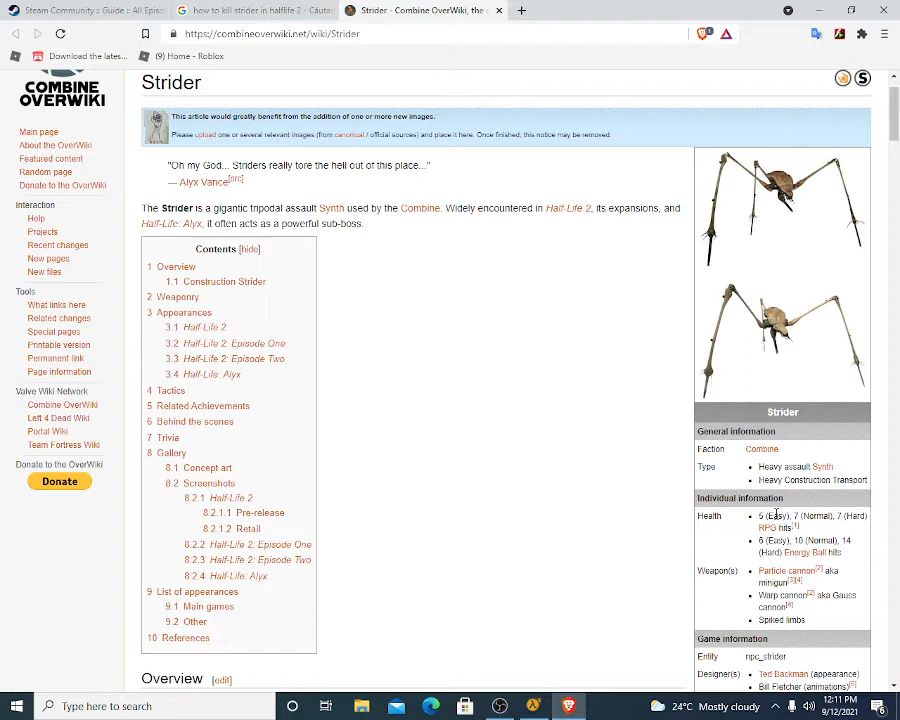 Steam Community :: Guide :: All Episo
how to kill strider in halflife 2 - Căutar
Strider - Combine OverWiki, the c
https://combineoverwiki.net/wiki/Strider
1
Download the lates...
(9) Home - Roblox
COMBINE
OVERWIKI
Main page
About the OverWiki
Featured content
Random page
Donate to the OverWiki
Interaction
Help
Projects
Recent changes
New pages
New files
Tools
What links here
Related changes
Special pages
Printable version
Permanent link
Page information
Valve Wiki Network
Combine OverWiki
Left 4 Dead Wiki
Portal Wiki
Team Fortress Wiki
Donate to the OverWiki
Donate
Strider
This article would greatly benefit from the addition of one or more new images.
Please upload one or several relevant images (from canonical / official sources) and place it here. Once finished, this notice may be removed.
"Oh my God... Striders really tore the hell out of this place..."
— Alyx Vance[src]
The Strider is a gigantic tripodal assault Synth used by the Combine. Widely encountered in Half-Life 2, its expansions, and
Half-Life: Alyx, it often acts as a powerful sub-boss.
Contents [hide]
1 Overview
1.1 Construction Strider
2 Weaponry
3 Appearances
3.1 Half-Life 2
3.2 Half-Life 2: Episode One
3.3 Half-Life 2: Episode Two
3.4 Half-Life: Alyx
4 Tactics
5 Related Achievements
6 Behind the scenes
7 Trivia
8 Gallery
8.1 Concept art
8.2 Screenshots
8.2.1 Half-Life 2
8.2.1.1 Pre-release
8.2.1.2 Retail
8.2.2 Half-Life 2: Episode One
8.2.3 Half-Life 2: Episode Two
8.2.4 Half-Life: Alyx
9 List of appearances
9.1 Main games
9.2 Other
10 References
Overview [edit]
Strider
General information
Faction Combine
Type • Heavy assault Synth
• Heavy Construction Transport
Individual information
Health • 5 (Easy), 7 (Normal), 7 (Hard)
RPG hits[1]
• 6 (Easy), 10 (Normal), 14
(Hard) Energy Ball hits
Weapon(s) • Particle cannon[2] aka
minigun[3][4]
• Warp cannon[2] aka Gauss
cannon[4]
• Spiked limbs
Game information
Entity npc_strider
Designer(s) • Ted Backman (appearance)
• Bill Fletcher (animations)
Type here to search
24°C Mostly cloudy
12:11 PM
9/12/2021
6